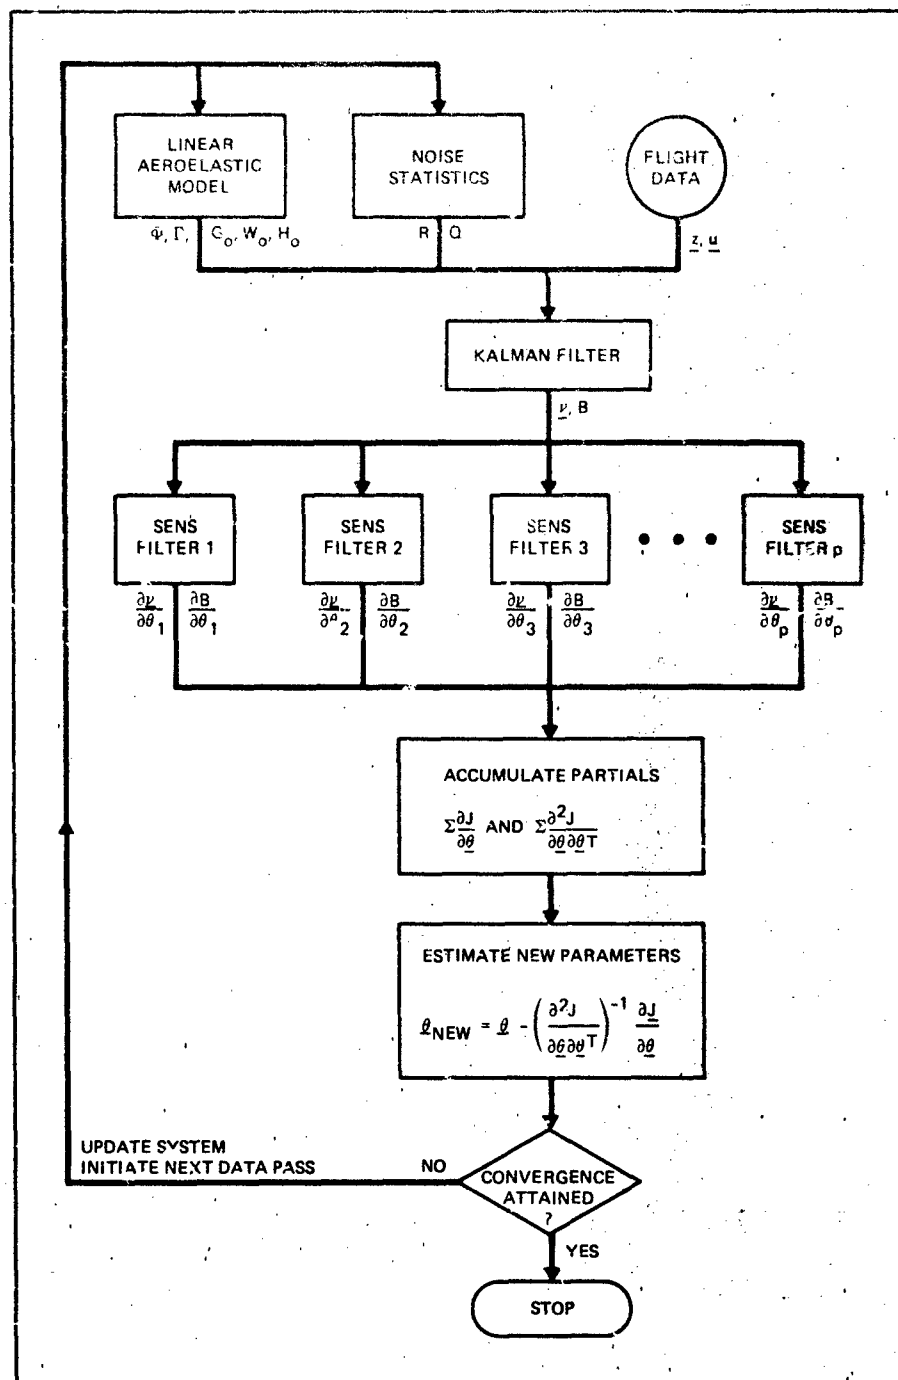 LINEAR
AEROELASTIC
MODEL
NOISE
STATISTICS
FLIGHT
DATA
Φ, Γ, G₀, W₀, H₀
R Q
z, u
KALMAN FILTER
ν, B
SENS
FILTER 1
SENS
FILTER 2
SENS
FILTER 3
• • •
SENS
FILTER p
∂ν/∂θ₁ ∂B/∂θ₁
∂ν/∂θ₂ ∂B/∂θ₂
∂ν/∂θ₃ ∂B/∂θ₃
∂ν/∂θₚ ∂B/∂θₚ
ACCUMULATE PARTIALS
Σ ∂J/∂θ AND Σ ∂²J/∂θ∂θᵀ
ESTIMATE NEW PARAMETERS
θ_NEW = θ - (∂²J/∂θ∂θᵀ)⁻¹ ∂J/∂θ
UPDATE SYSTEM
INITIATE NEXT DATA PASS
NO
CONVERGENCE
ATTAINED
?
YES
STOP